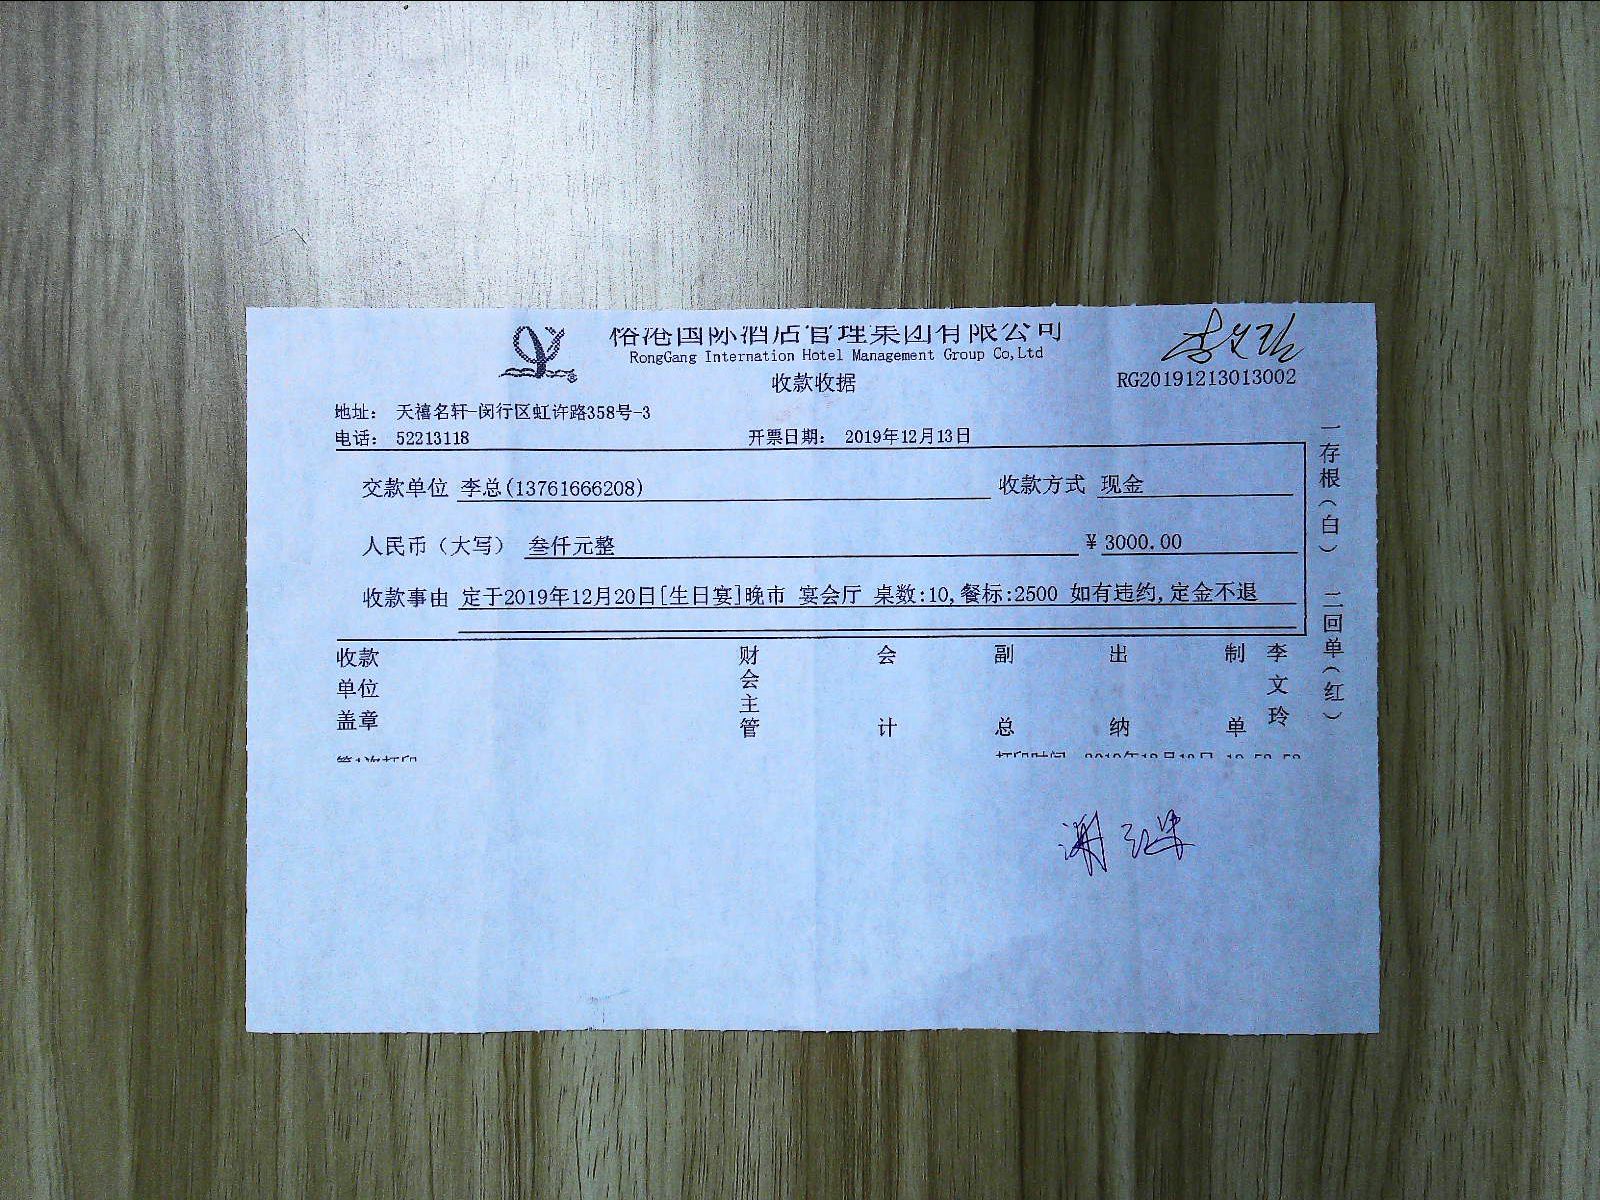 港国际酒店管理集团有限公司
RongGang Internation Hotel Management Group Co,Ltd
收款收据
RG20191213013002
地址： 天禧名轩-闵行区虹许路358号-3
电话： 52213118 开票日期： 2019年12月13日
交款单位 李总(13761666208) 收款方式 现金
人民币（大写） 叁仟元整 ¥3000.00
收款事由 定于2019年12月20日[生日宴]晚市 宴会厅 桌数:10,餐标:2500 如有违约,定金不退
收款单位盖章 财会主管 会计 副总 出纳 制单 李文玲
一存根（白） 二回单（红）
第1次打印